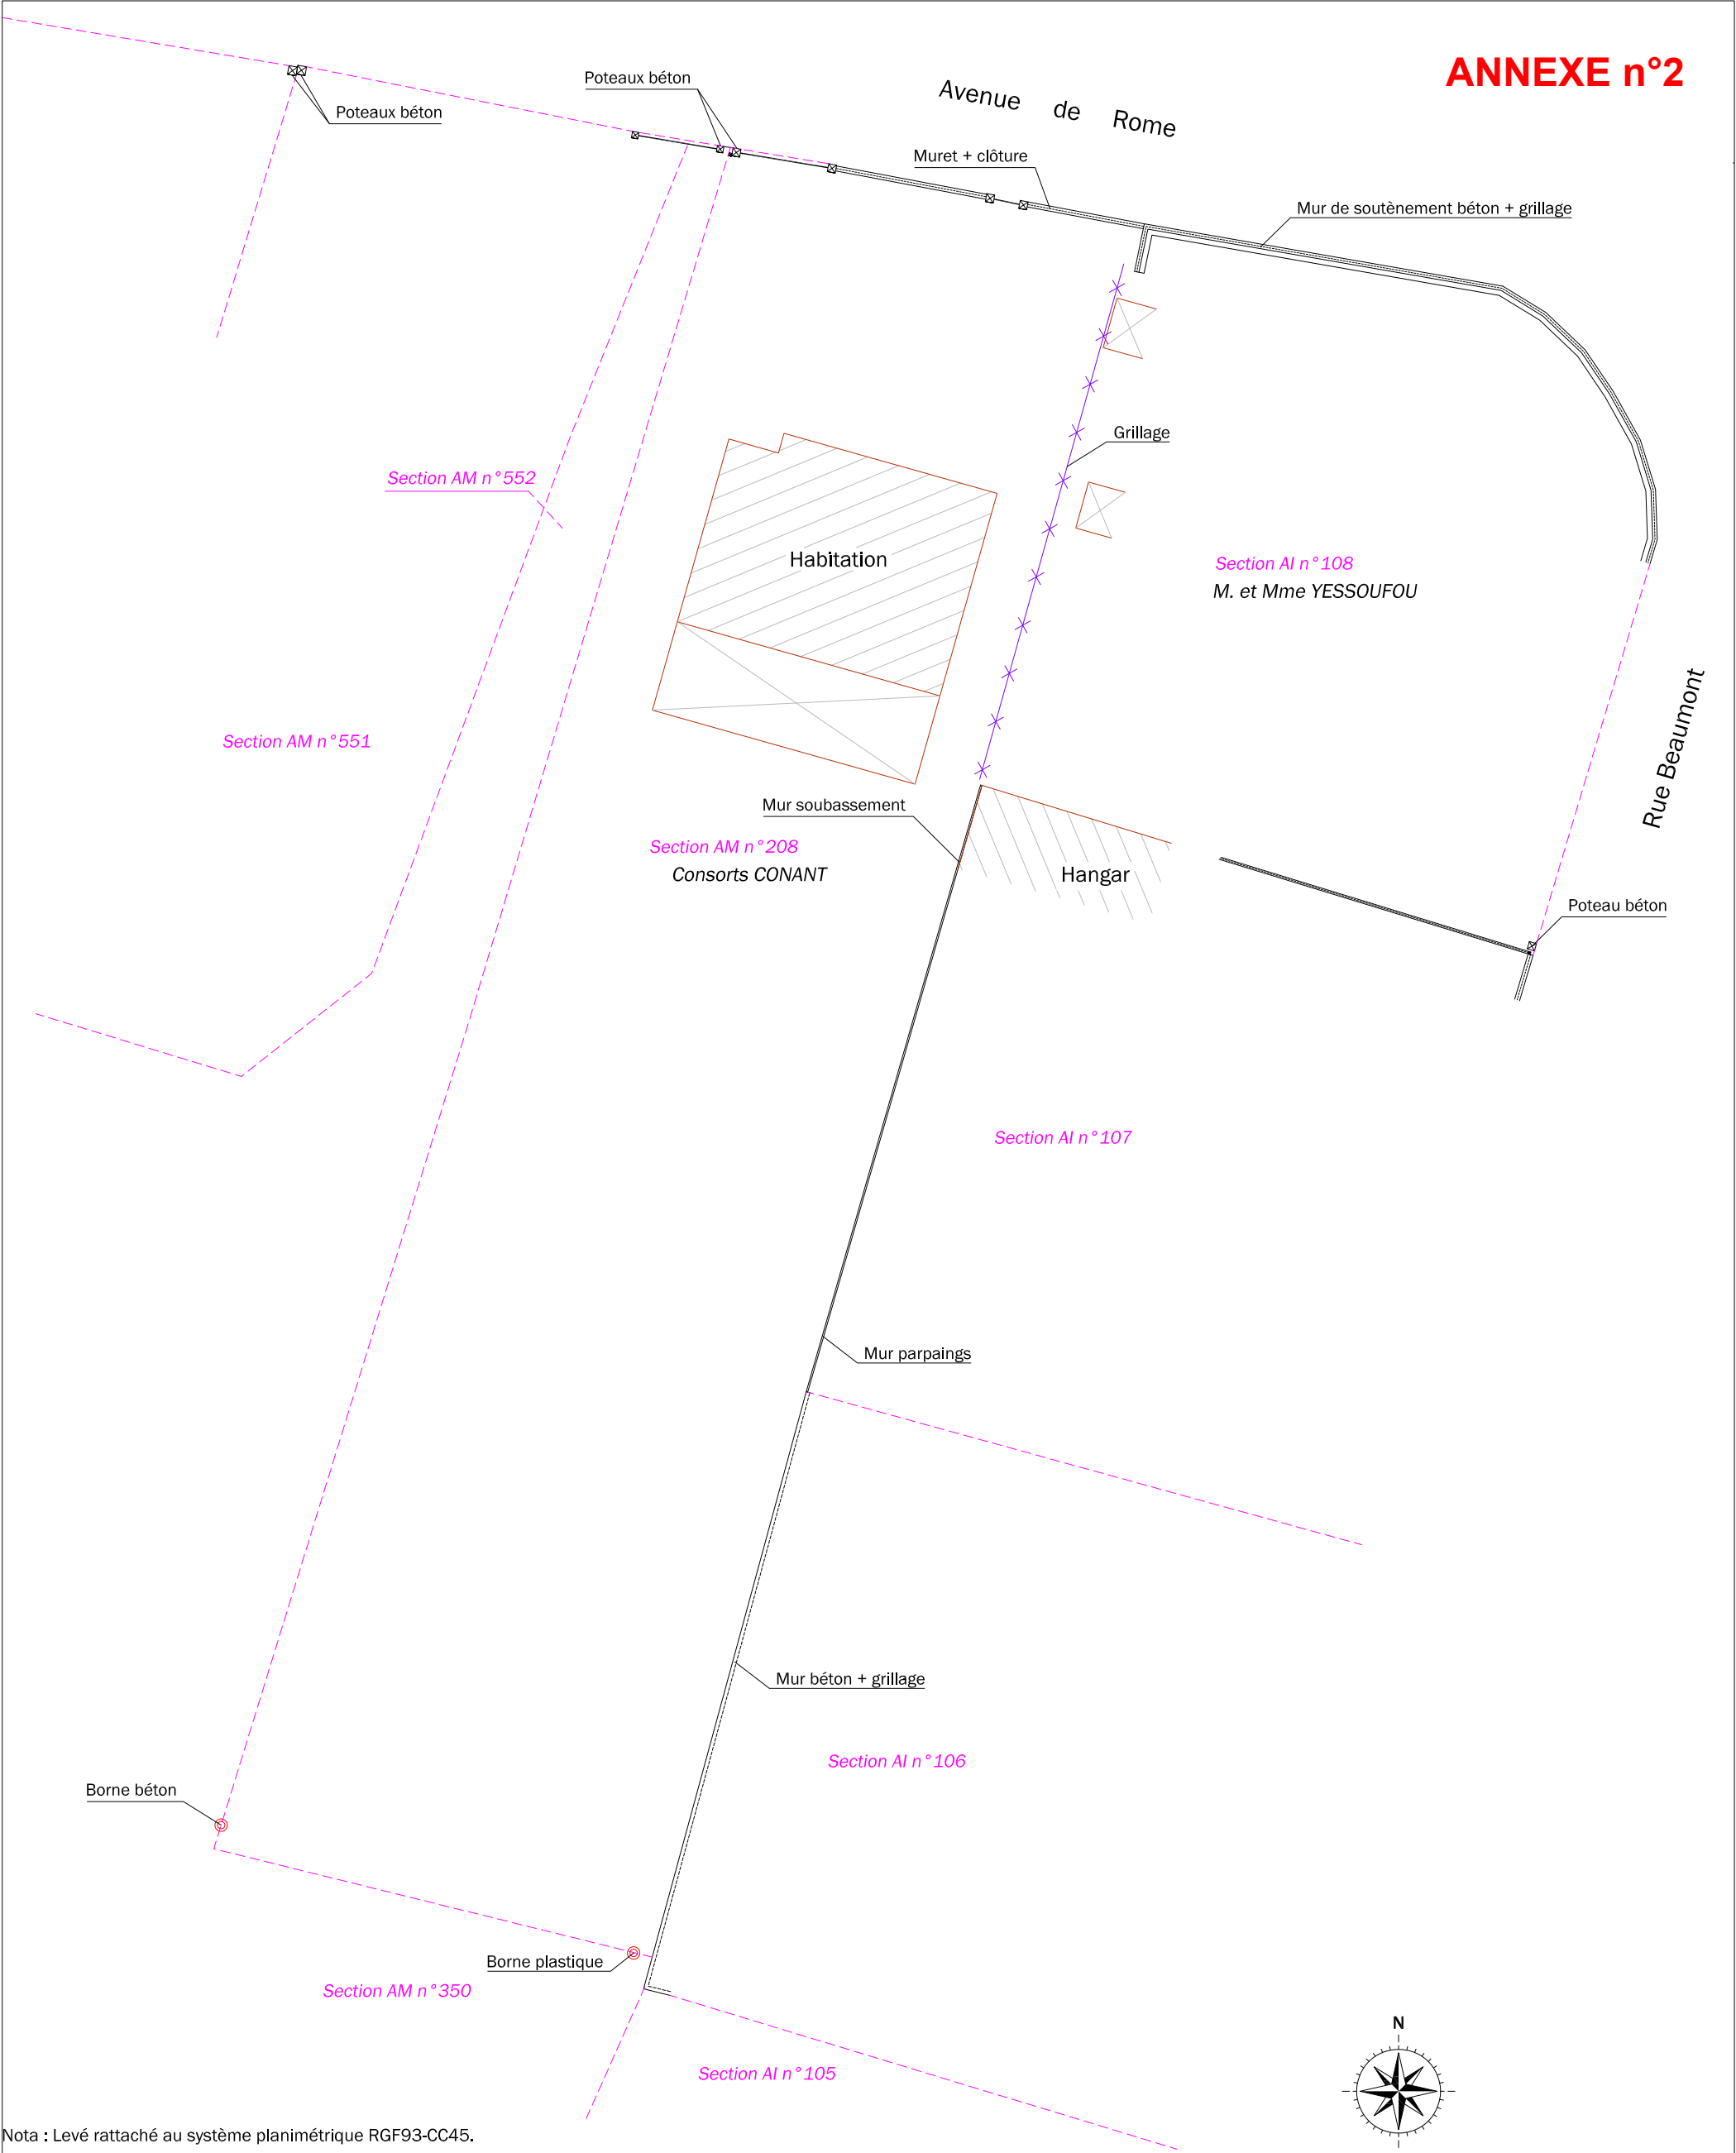 ANNEXE n°2
Poteaux béton
Avenue de Rome
Poteaux béton
Muret + clôture
Mur de soutènement béton + grillage
Grillage
Section AM n°552
Habitation
Section AI n°108
M. et Mme YESSOUFOU
Rue Beaumont
Section AM n°551
Mur soubassement
Section AM n°208
Consorts CONANT
Hangar
Poteau béton
Section AI n°107
Mur parpaings
Mur béton + grillage
Section AI n°106
Borne béton
Borne plastique
Section AM n°350
N
Section AI n°105
Nota : Levé rattaché au système planimétrique RGF93-CC45.